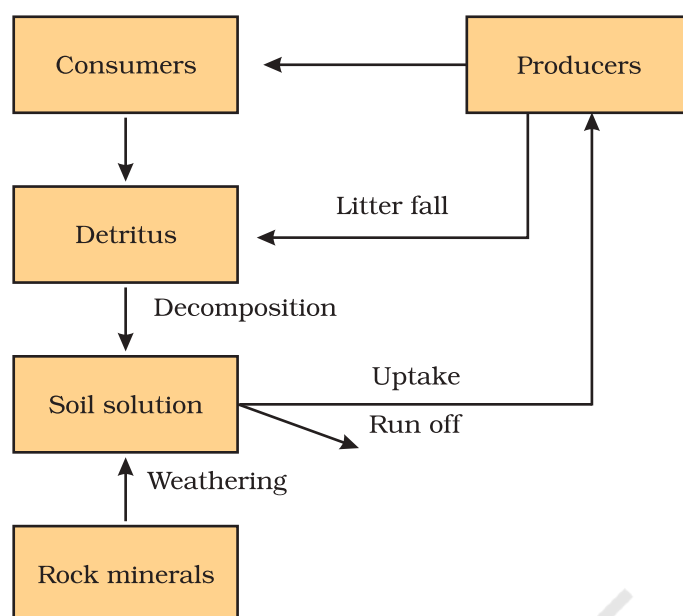 Consumers
Producers
Litter fall
Detritus
Decomposition
Uptake
Soil solution
Run off
Weathering
Rock minerals